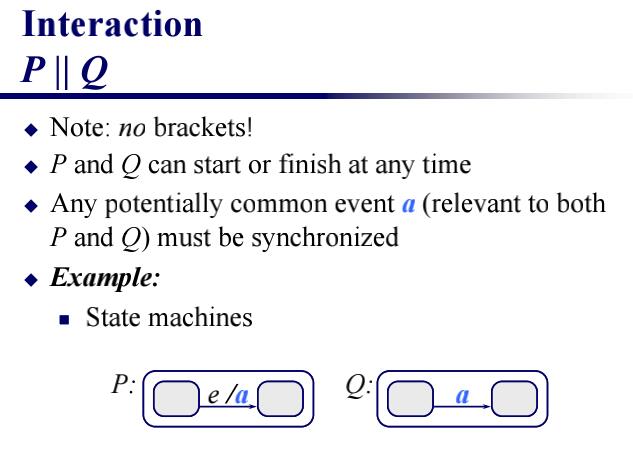 Interaction
P || Q
Note: no brackets!
P and Q can start or finish at any time
Any potentially common event a (relevant to both
P and Q) must be synchronized
Example:
State machines
P: e /a Q: a